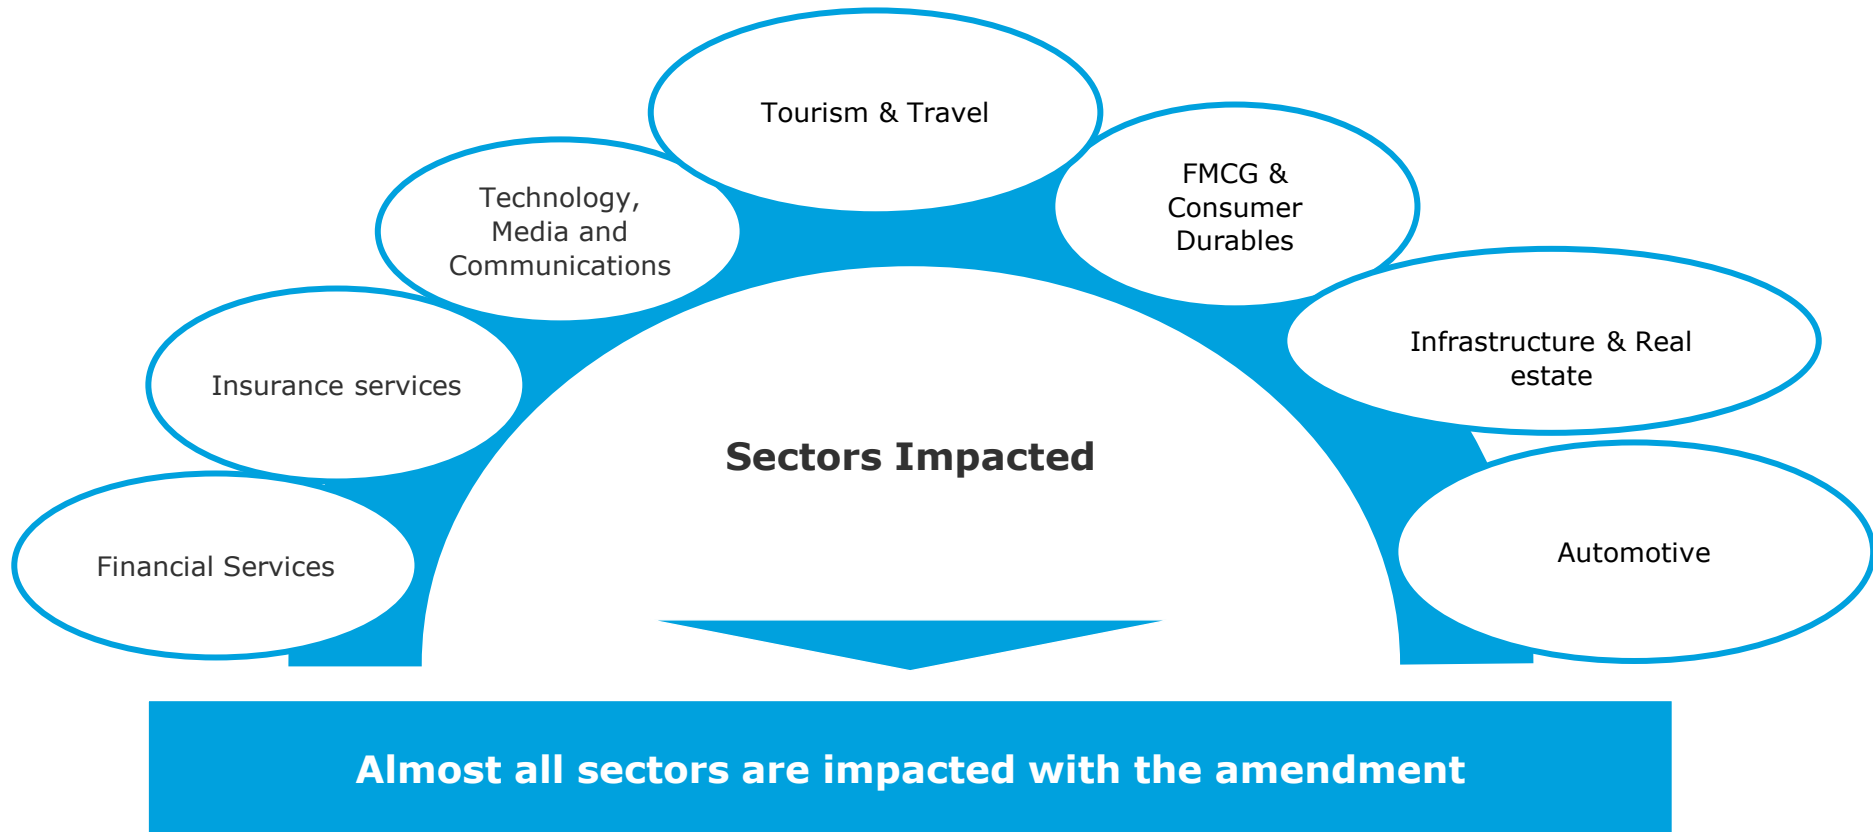 Tourism & Travel
FMCG &
Consumer
Durables
Technology,
Media and
Communications
Infrastructure & Real
estate
Insurance services
Sectors Impacted
Financial Services
Automotive
Almost all sectors are impacted with the amendment